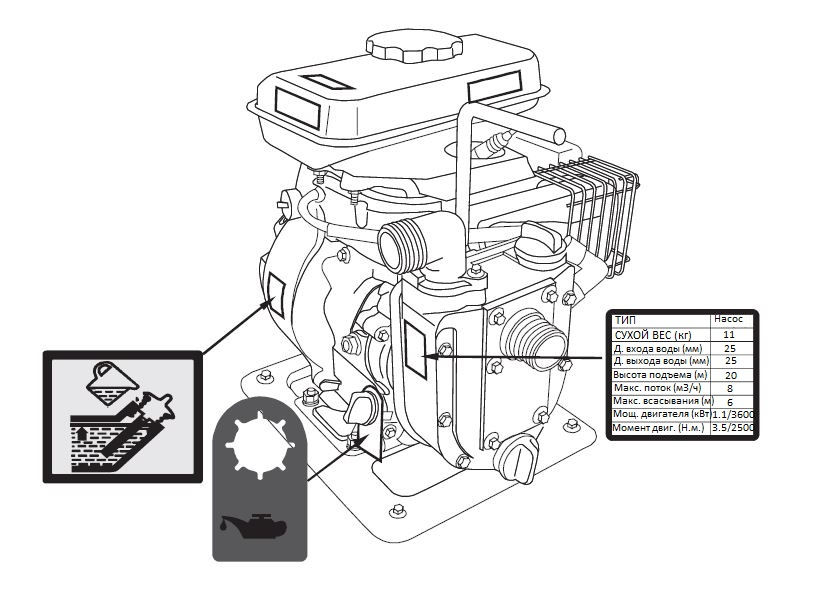 ТИП Насос
СУХОЙ ВЕС (кг) 11
Д. входа воды (мм) 25
Д. выхода воды (мм) 25
Высота подъема (м) 20
Макс. поток (м3/ч) 8
Макс. всасывания (м) 6
Мощ. двигателя (кВт) 1.1/3600
Момент двиг. (Н.м.) 3.5/2500